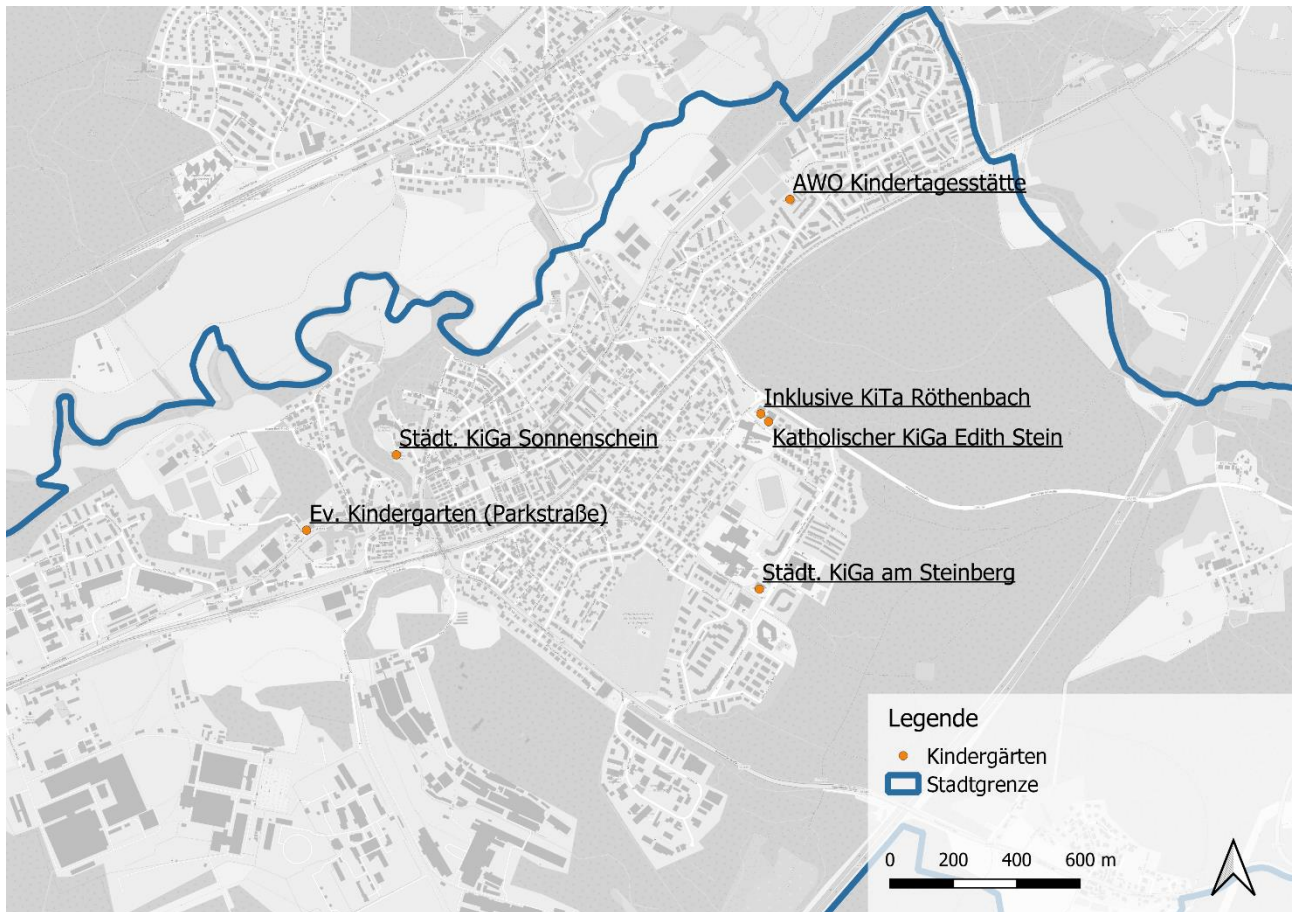 AWO Kindertagesstätte
Inklusive KiTa Röthenbach
Katholischer KiGa Edith Stein
Städt. KiGa Sonnenschein
Ev. Kindergarten (Parkstraße)
Städt. KiGa am Steinberg
Legende
Kindergärten
Stadtgrenze
0 200 400 600 m